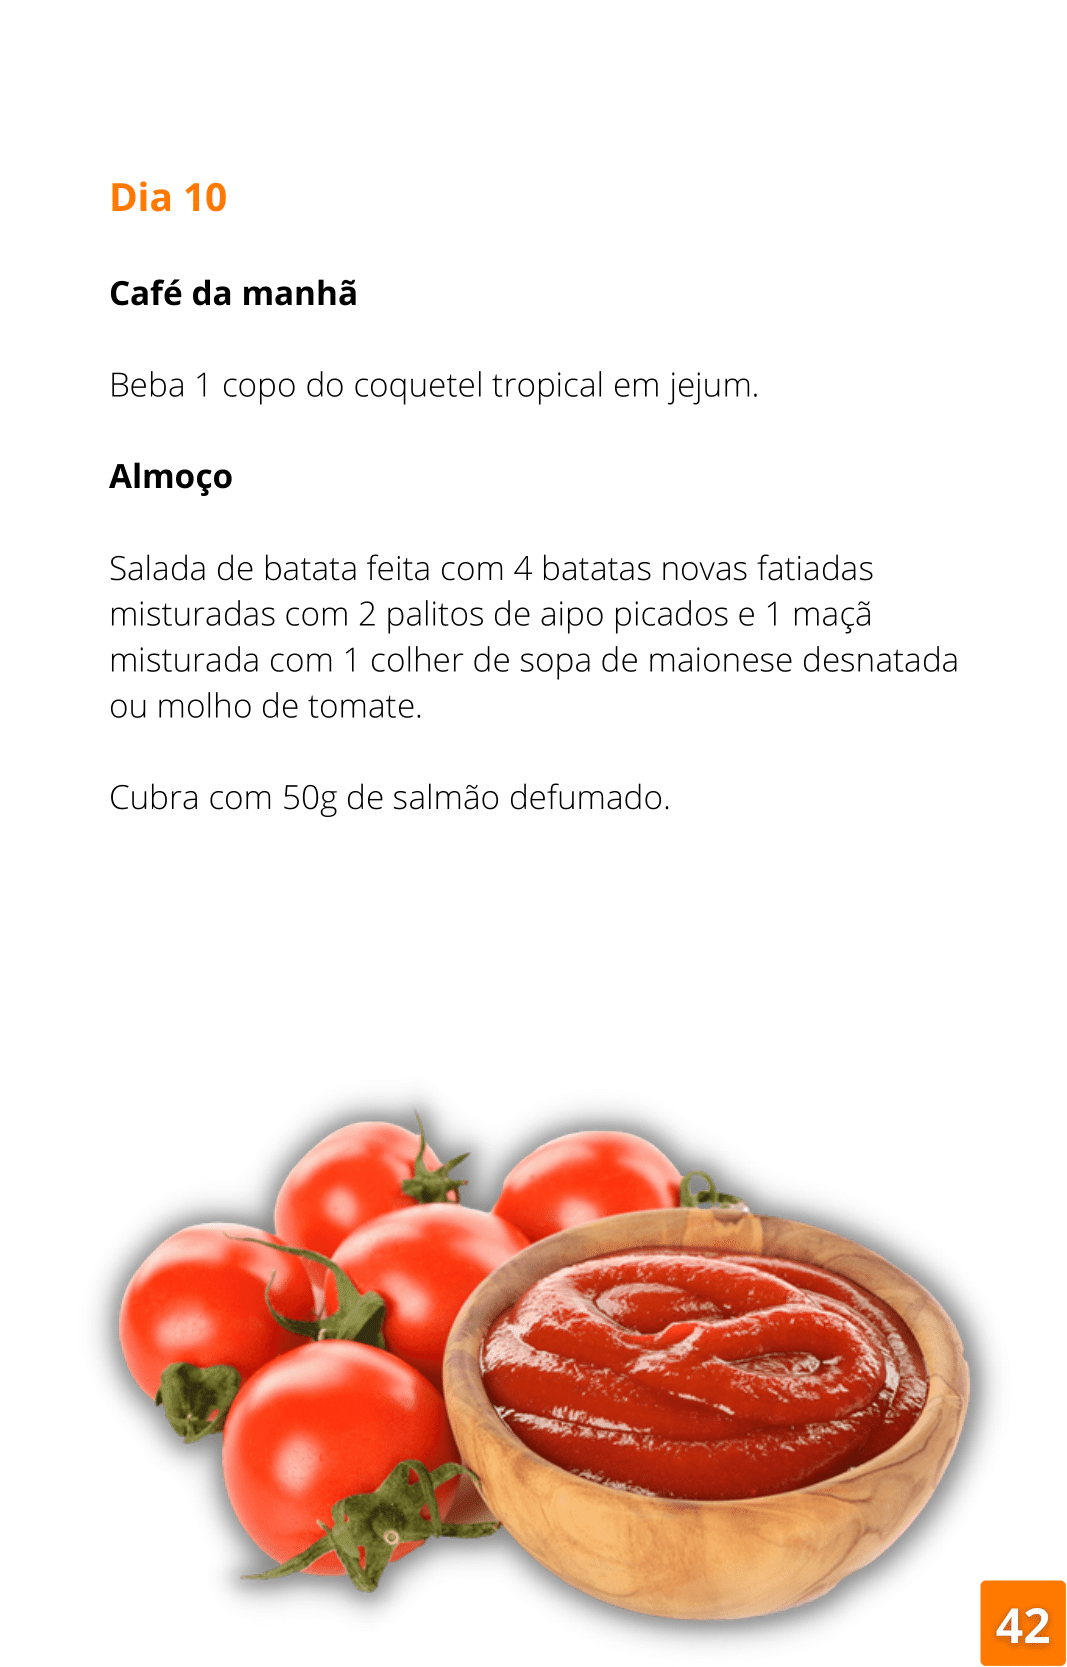 Dia 10
Café da manhã
Beba 1 copo do coquetel tropical em jejum.
Almoço
Salada de batata feita com 4 batatas novas fatiadas
misturadas com 2 palitos de aipo picados e 1 maçã
misturada com 1 colher de sopa de maionese desnatada
ou molho de tomate.
Cubra com 50g de salmão defumado.
42